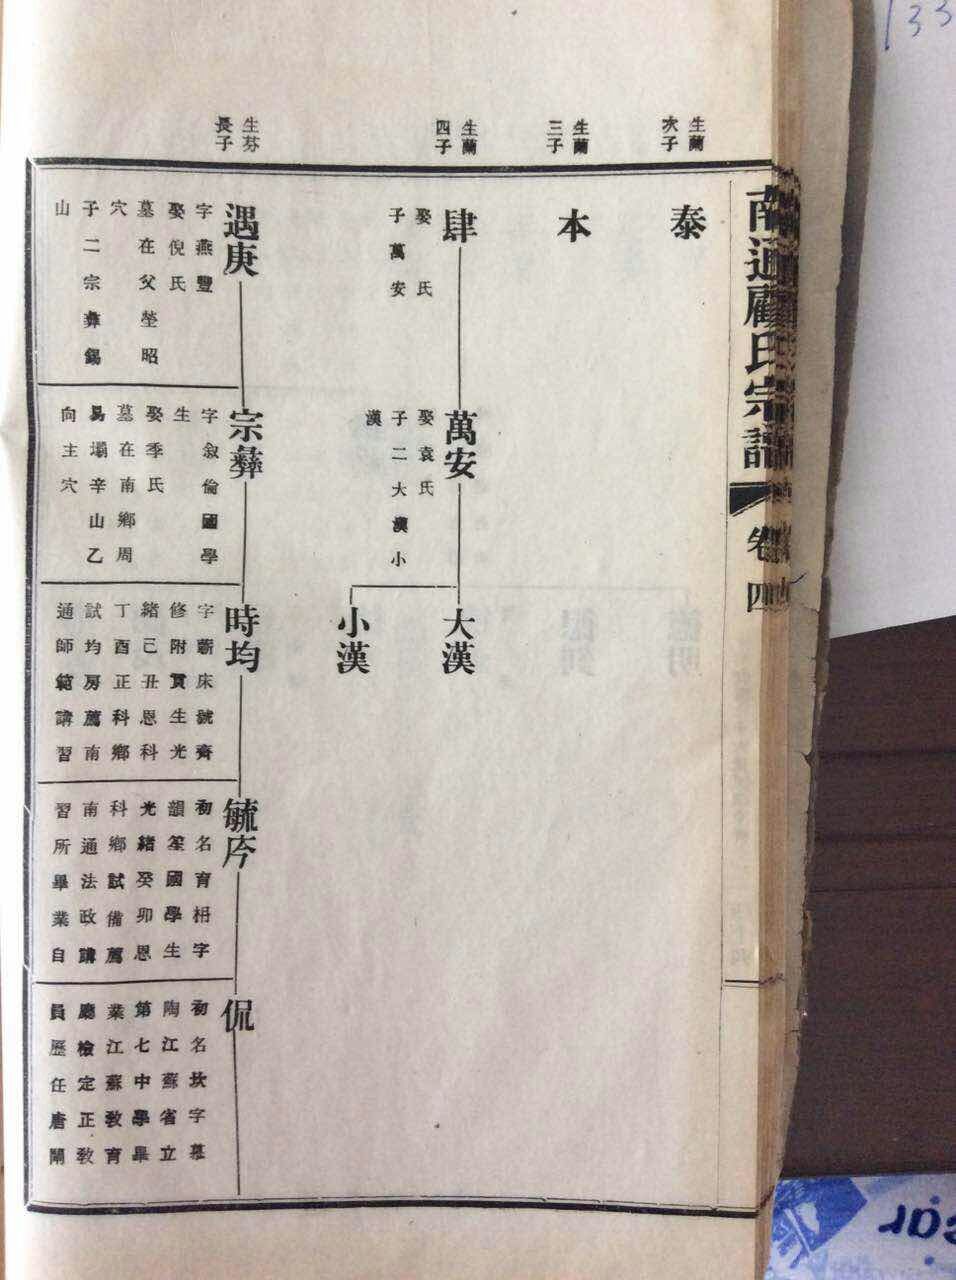 133
南通顧氏宗譜
卷四
生蘭
次子
泰
生蘭
三子
本
生蘭
四子
肆
娶氏
子萬安
萬安
娶袁氏
子二大漢小
漢
大漢
小漢
生芬
長子
遇庚
字燕豐
娶倪氏
墓在父塋昭
穴
子二宗彝錫
山
宗彝
字叙倫國學
生
娶季氏
墓在南鄉周
易壩辛山乙
向主穴
時均
字蘄床號齊
修附貢生光
緒己丑恩科
丁酉正科鄉
試均房薦南
通師範講習
毓庈
初名育梧字
韻笙國學生
光緒癸卯恩
科鄉試備薦
南通法政講
習所畢業自
侃
初名坎字慕
陶江蘇省立
第七中學畢
業江蘇教育
廳檢定正教
員歷任唐閘